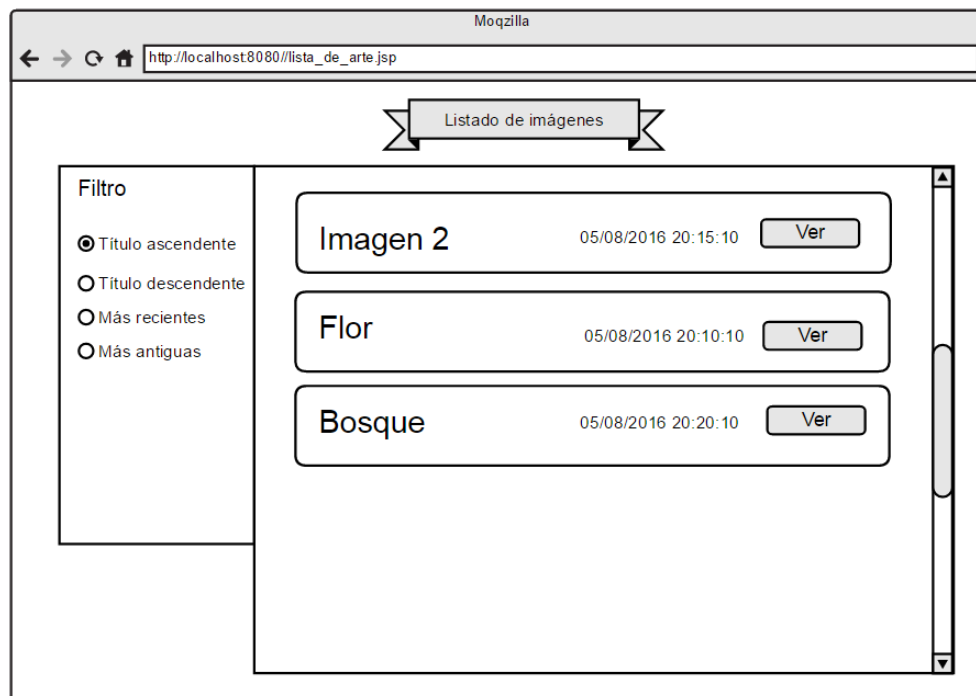 Moqzilla
http://localhost:8080//lista_de_arte.jsp
Listado de imágenes
Filtro
Título ascendente
Título descendente
Más recientes
Más antiguas
Imagen 2 05/08/2016 20:15:10 Ver
Flor 05/08/2016 20:10:10 Ver
Bosque 05/08/2016 20:20:10 Ver